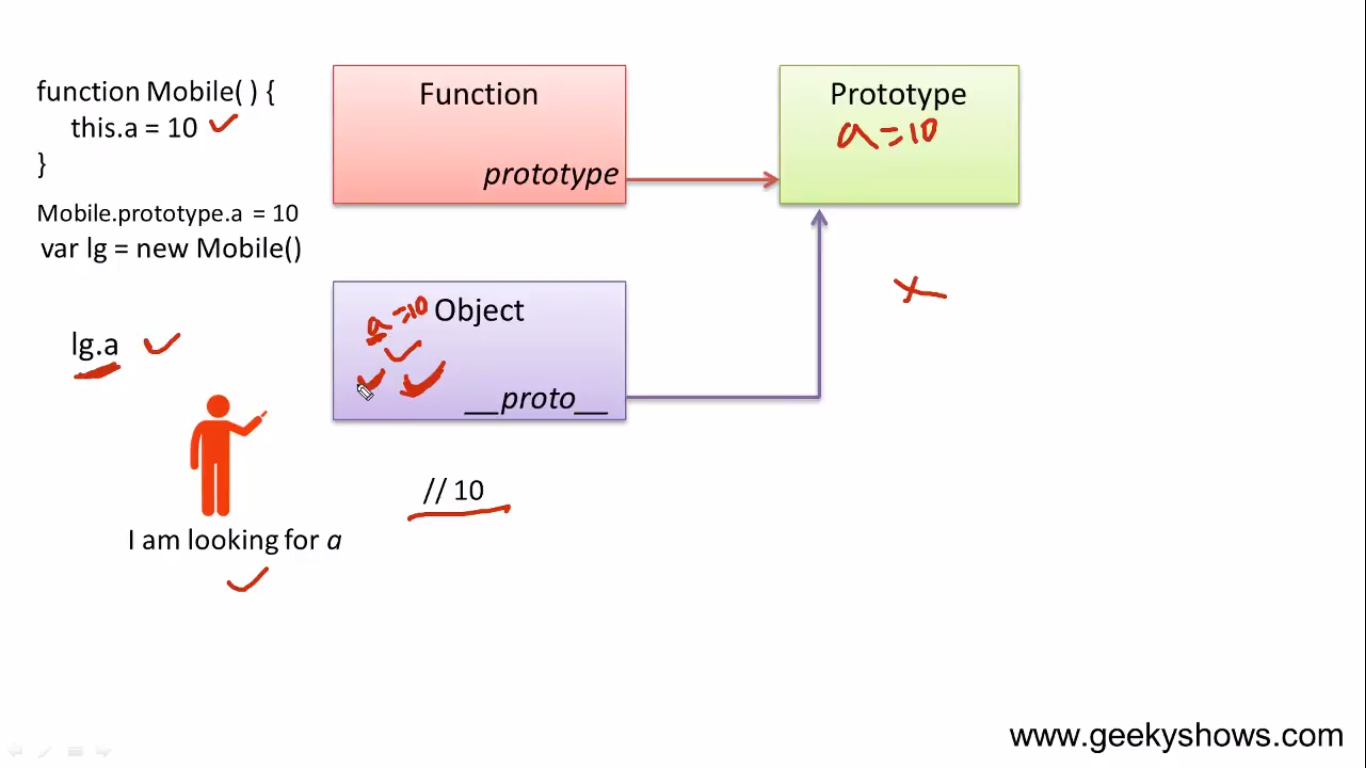 function Mobile( ) {
this.a = 10
}
Mobile.prototype.a = 10
var lg = new Mobile()
Function
prototype
Prototype
a=10
lg.a
a=10
Object
__proto__
// 10
I am looking for a
www.geekyshows.com